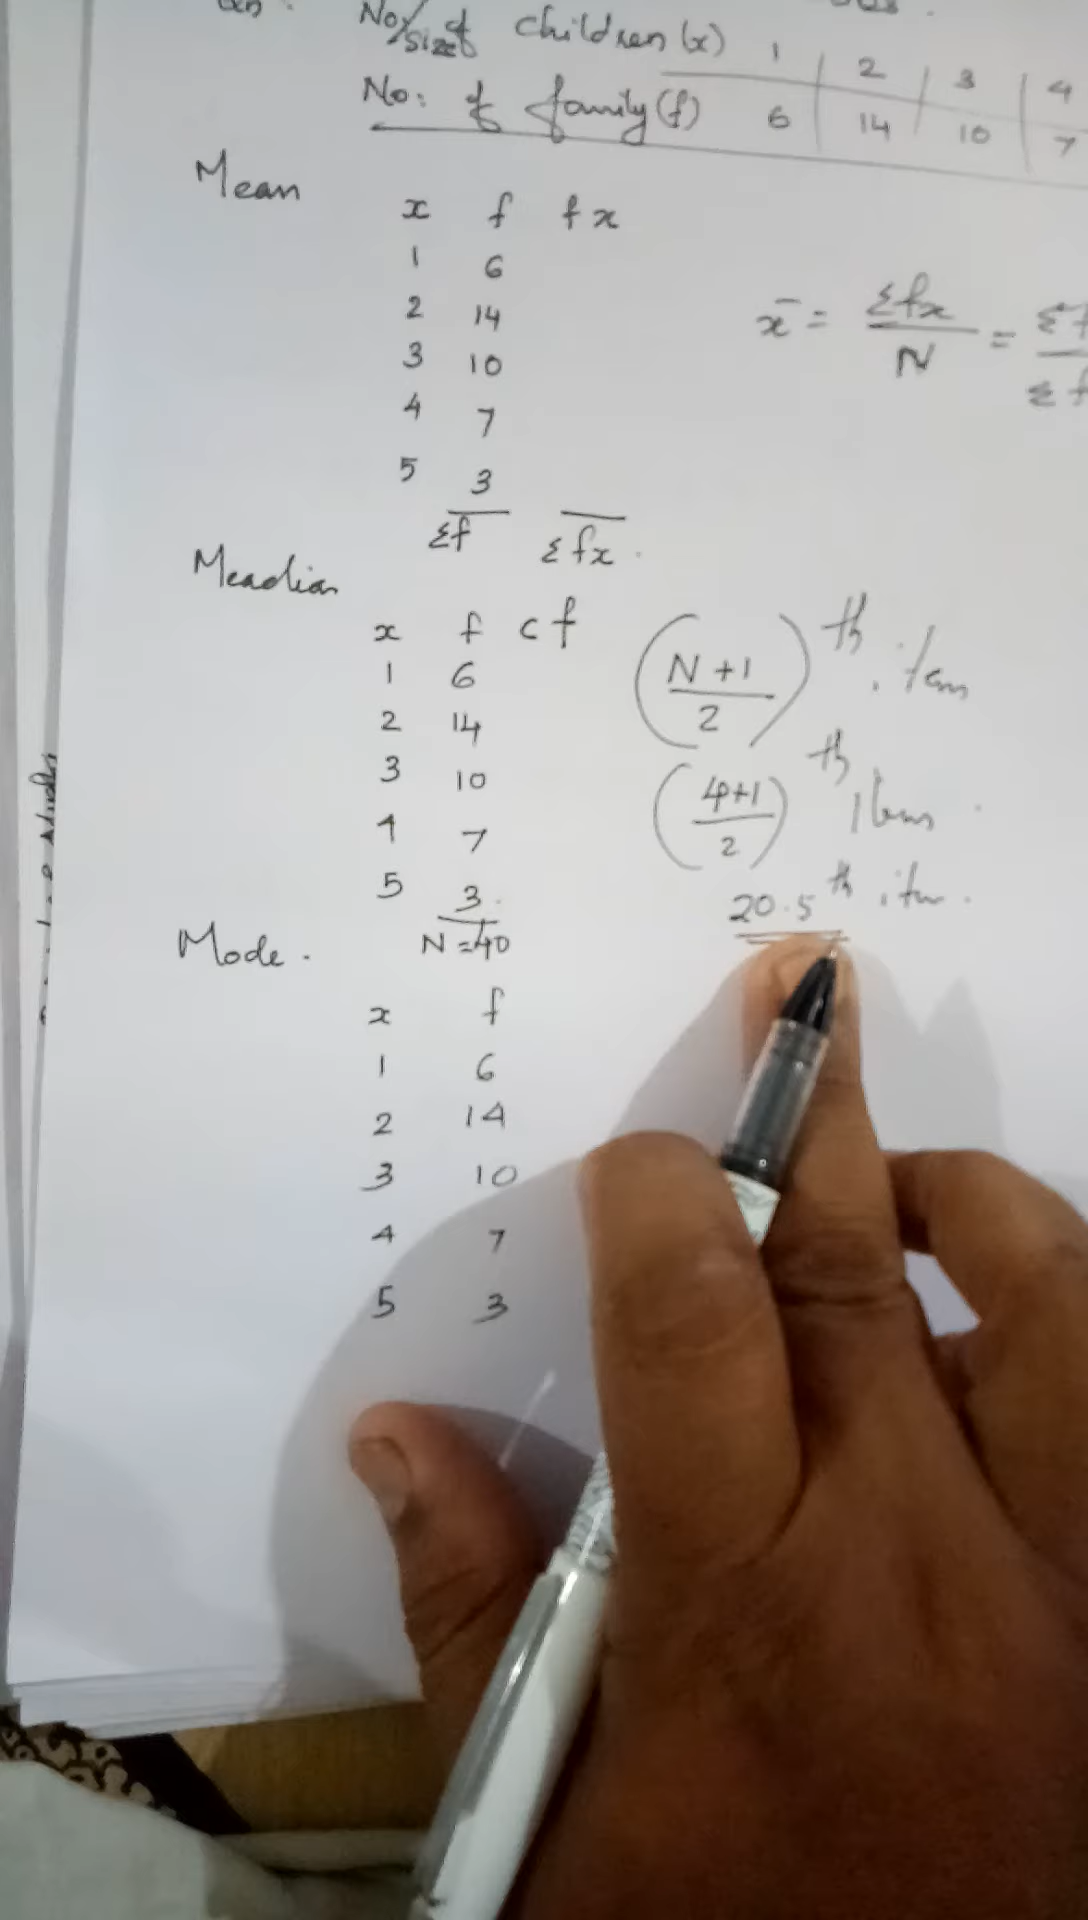 No/Size of children (x) 1 2 3 4
No: of family (f) 6 14 10 7
Mean
x f fx
1 6
2 14
3 10
4 7
5 3
Σf Σfx
x̄ = Σfx/N = Σf
Σf
Meadian
x f cf
1 6
2 14
3 10
4 7
5 3
N=40
(N+1/2)th item
(40+1/2)th item
20.5th item
Mode.
x f
1 6
2 14
3 10
4 7
5 3